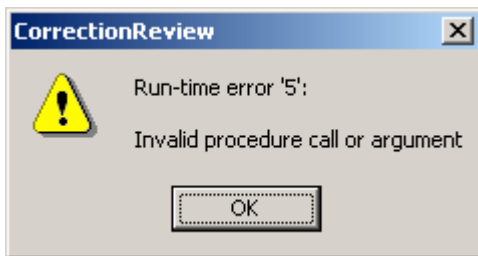 CorrectionReview
Run-time error '5':
Invalid procedure call or argument
OK